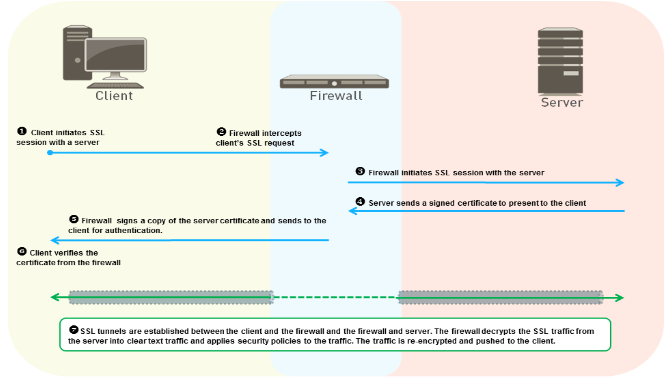 Client
Firewall
Server
❶ Client initiates SSL
session with a server
❷ Firewall intercepts
client's SSL request
❸ Firewall initiates SSL session with the server
❹ Server sends a signed certificate to present to the client
❺ Firewall signs a copy of the server certificate and sends to the
client for authentication.
❻ Client verifies the
certificate from the firewall
❼ SSL tunnels are established between the client and the firewall and the firewall and server. The firewall decrypts the SSL traffic from
the server into clear text traffic and applies security policies to the traffic. The traffic is re-encrypted and pushed to the client.